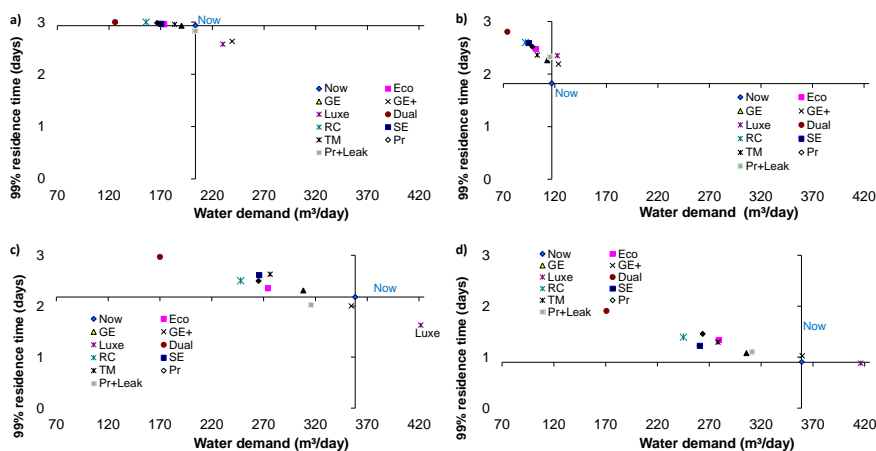 a)
99% residence time (days)
3
2
1
0
Now
Now Eco
GE GE+
Luxe Dual
RC SE
TM Pr
Pr+Leak
70 120 170 220 270 320 370 420
Water demand (m³/day)
b)
99% residence time (days)
3
2
1
0
Now
Now Eco
GE GE+
Luxe Dual
RC SE
TM Pr
Pr+Leak
70 120 170 220 270 320 370 420
Water demand (m³/day)
c)
99% residence time (days)
3
2
1
0
Now
Luxe
Now Eco
GE GE+
Luxe Dual
RC SE
TM Pr
Pr+Leak
70 120 170 220 270 320 370 420
Water demand (m³/day)
d)
99% residence time (days)
3
2
1
0
Now Eco
GE GE+
Luxe Dual
RC SE
TM Pr
Pr+Leak
Now
70 120 170 220 270 320 370 420
Water demand (m³/day)